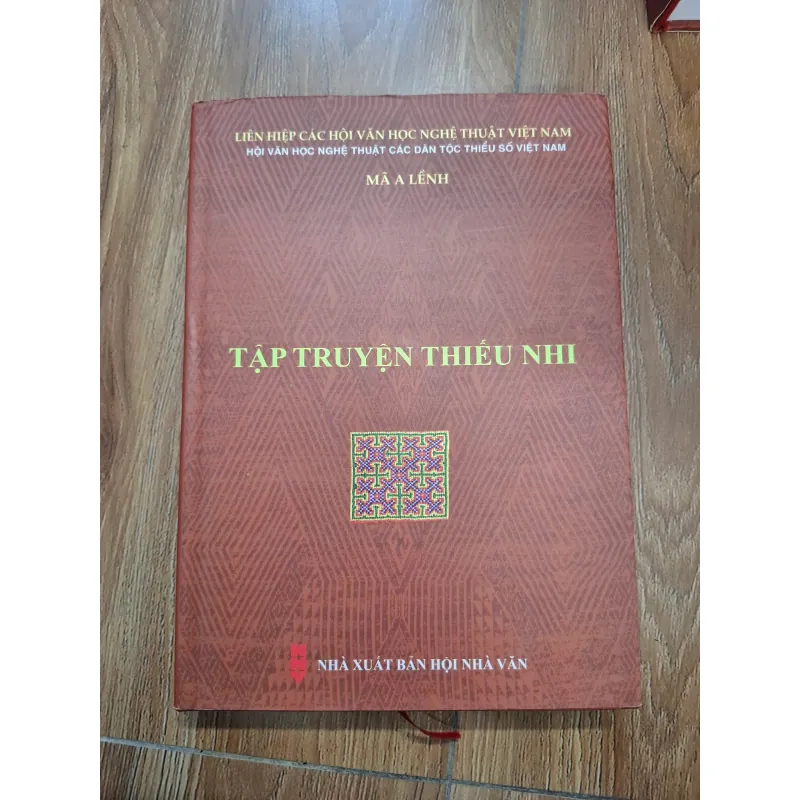 LIÊN HIỆP CÁC HỘI VĂN HỌC NGHỆ THUẬT VIỆT NAM
HỘI VĂN HỌC NGHỆ THUẬT CÁC DÂN TỘC THIỂU SỐ VIỆT NAM
MÃ A LỀNH
TẬP TRUYỆN THIẾU NHI
NHÀ XUẤT BẢN HỘI NHÀ VĂN